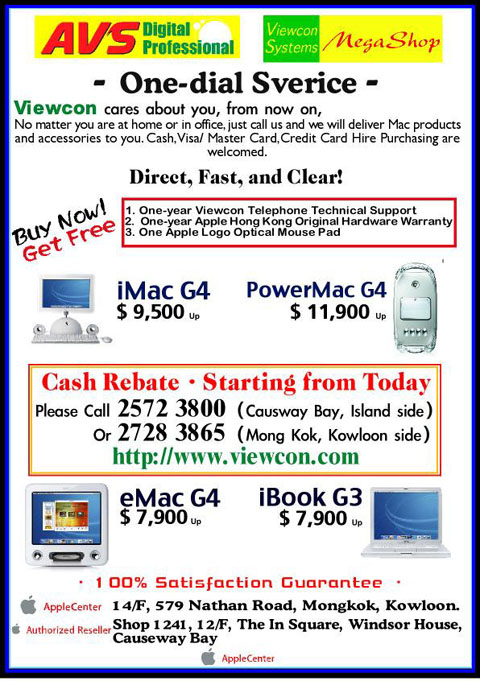 AV'S Digital Professional
Viewcon Systems MegaShop
- One-dial Sverice -
Viewcon cares about you, from now on,
No matter you are at home or in office, just call us and we will deliver Mac products
and accessories to you. Cash,Visa/ Master Card,Credit Card Hire Purchasing are
welcomed.
Direct, Fast, and Clear!
Buy Now!
Get Free
1. One-year Viewcon Telephone Technical Support
2. One-year Apple Hong Kong Original Hardware Warranty
3. One Apple Logo Optical Mouse Pad
iMac G4
$ 9,500 Up
PowerMac G4
$ 11,900 Up
Cash Rebate · Starting from Today
Please Call 2572 3800 (Causway Bay, Island side)
Or 2728 3865 (Mong Kok, Kowloon side)
http://www.viewcon.com
eMac G4
$ 7,900 Up
iBook G3
$ 7,900 Up
· 100% Satisfaction Guarantee ·
AppleCenter 14/F, 579 Nathan Road, Mongkok, Kowloon.
Authorized Reseller Shop 1241, 12/F, The In Square, Windsor House,
Causeway Bay
AppleCenter